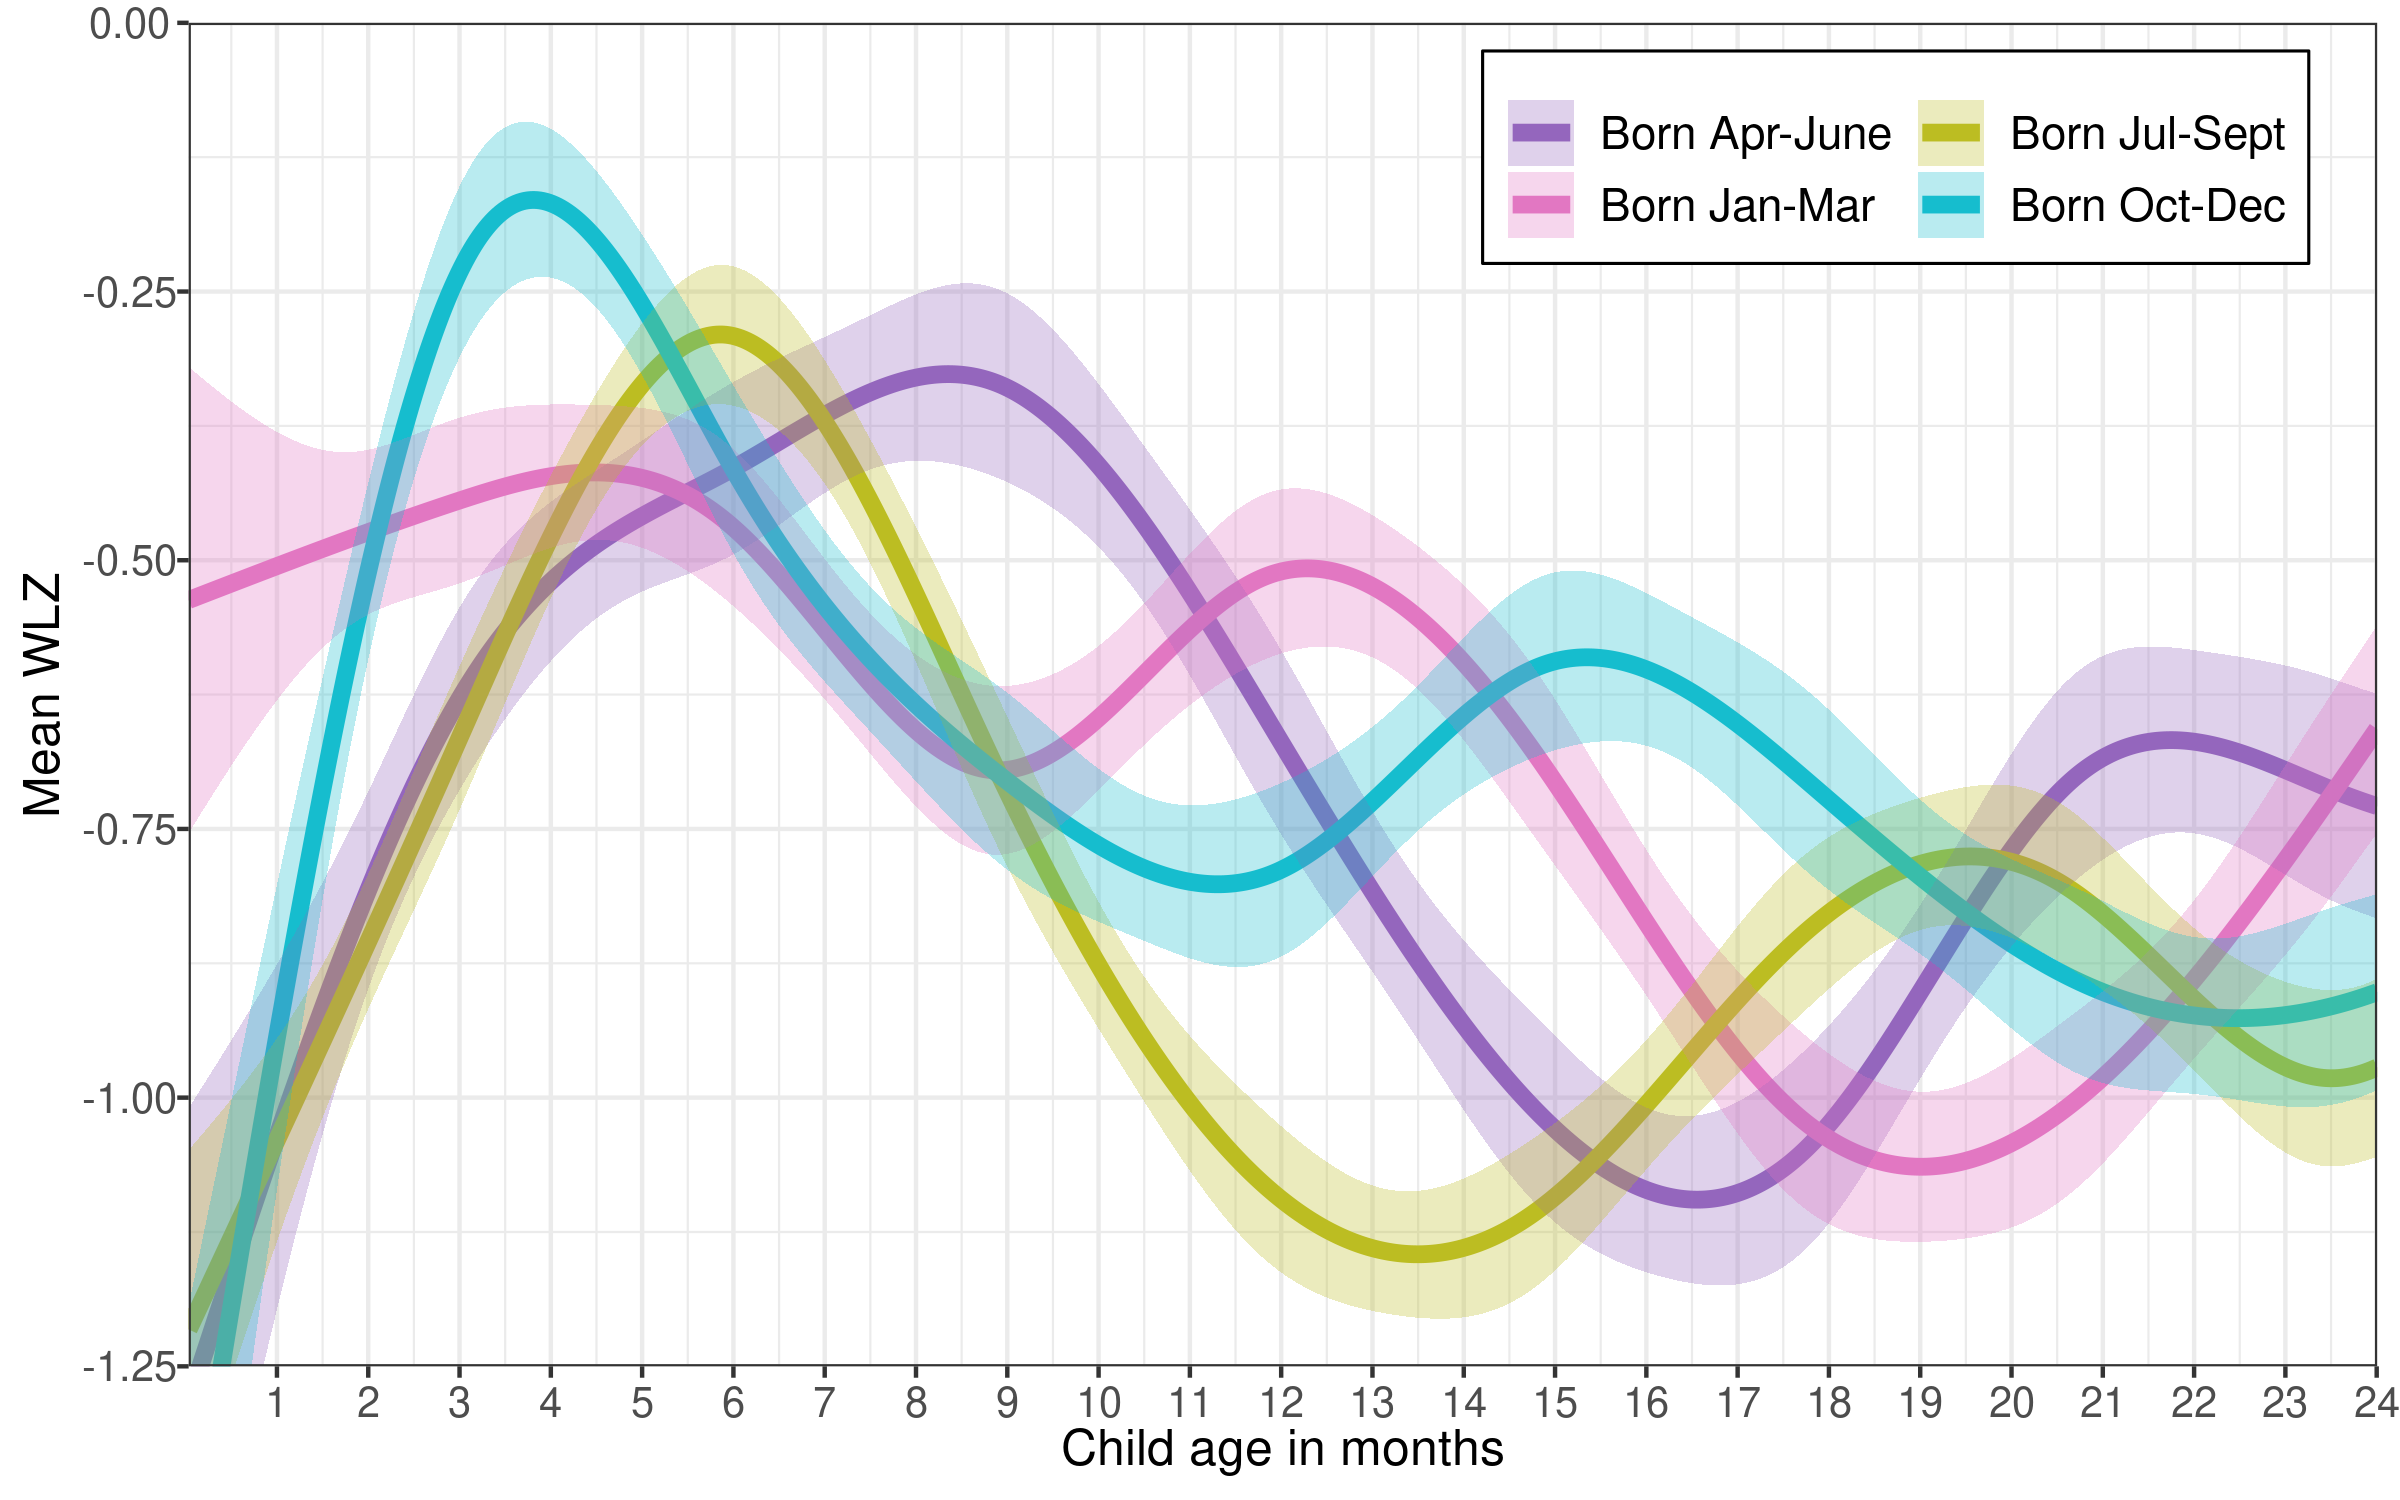 0.00
-0.25
-0.50
-0.75
-1.00
-1.25
Mean WLZ
Born Apr-June Born Jul-Sept
Born Jan-Mar Born Oct-Dec
1 2 3 4 5 6 7 8 9 10 11 12 13 14 15 16 17 18 19 20 21 22 23 24
Child age in months